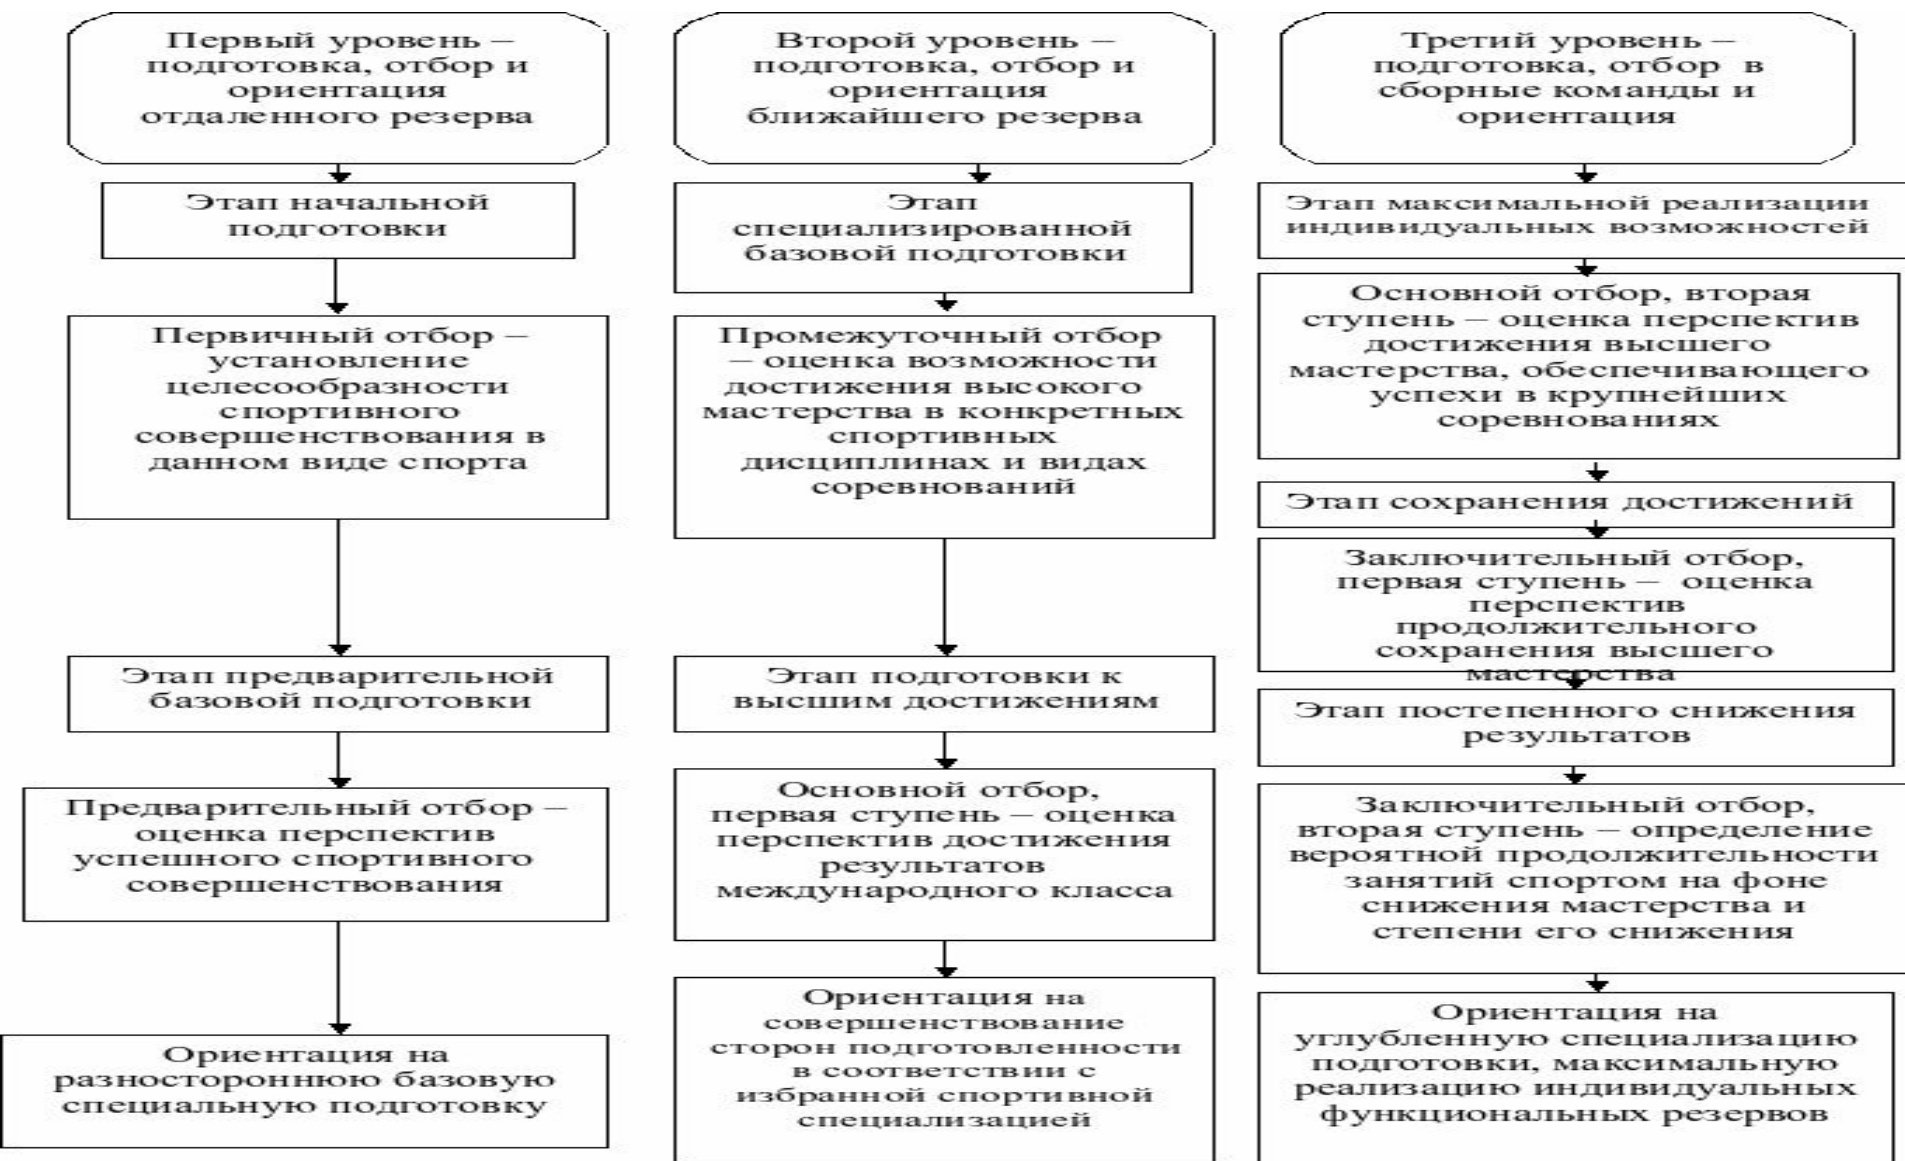 Первый уровень –
подготовка, отбор и
ориентация
отдаленного резерва
Этап начальной
подготовки
Первичный отбор –
установление
целесообразности
спортивного
совершенствования в
данном виде спорта
Этап предварительной
базовой подготовки
Предварительный отбор –
оценка перспектив
успешного спортивного
совершенствования
Ориентация на
разностороннюю базовую
специальную подготовку
Второй уровень –
подготовка, отбор и
ориентация
ближайшего резерва
Этап
специализированной
базовой подготовки
Промежуточный отбор
– оценка возможности
достижения высокого
мастерства в конкретных
спортивных
дисциплинах и видах
соревнований
Этап подготовки к
высшим достижениям
Основной отбор,
первая ступень – оценка
перспектив достижения
результатов
международного класса
Ориентация на
совершенствование
сторон подготовленности
в соответствии с
избранной спортивной
специализацией
Третий уровень –
подготовка, отбор в
сборные команды и
ориентация
Этап максимальной реализации
индивидуальных возможностей
Основной отбор, вторая
ступень – оценка перспектив
достижения высшего
мастерства, обеспечивающего
успехи в крупнейших
соревнованиях
Этап сохранения достижений
Заключительный отбор,
первая ступень – оценка
перспектив
продолжительного
сохранения высшего
мастерства
Этап постепенного снижения
результатов
Заключительный отбор,
вторая ступень – определение
вероятной продолжительности
занятий спортом на фоне
снижения мастерства и
степени его снижения
Ориентация на
углубленную специализацию
подготовки, максимальную
реализацию индивидуальных
функциональных резервов